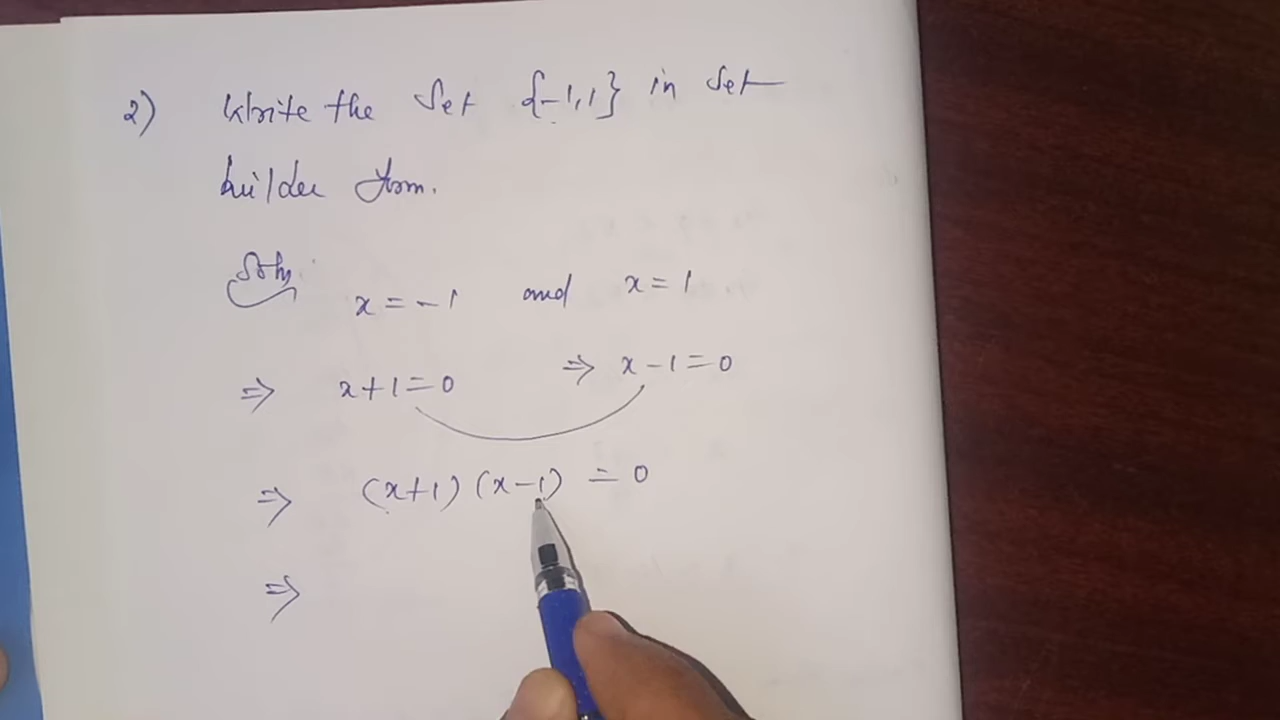 2) Write the Set {-1,1} in Set
builder form.
Soln.
x = -1 and x = 1
⇒ x+1=0 ⇒ x-1=0
⇒ (x+1) (x-1) = 0
⇒